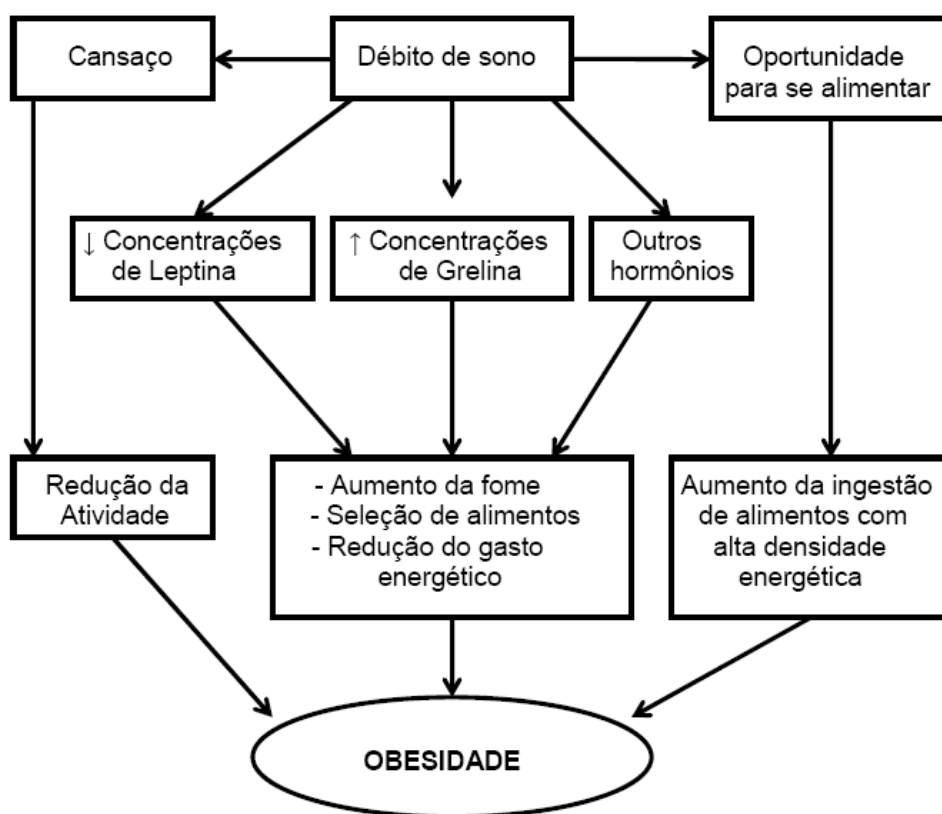 Cansaço
Débito de sono
Oportunidade
para se alimentar
↓ Concentrações
de Leptina
↑ Concentrações
de Grelina
Outros
hormônios
Redução da
Atividade
- Aumento da fome
- Seleção de alimentos
- Redução do gasto
energético
Aumento da ingestão
de alimentos com
alta densidade
energética
OBESIDADE